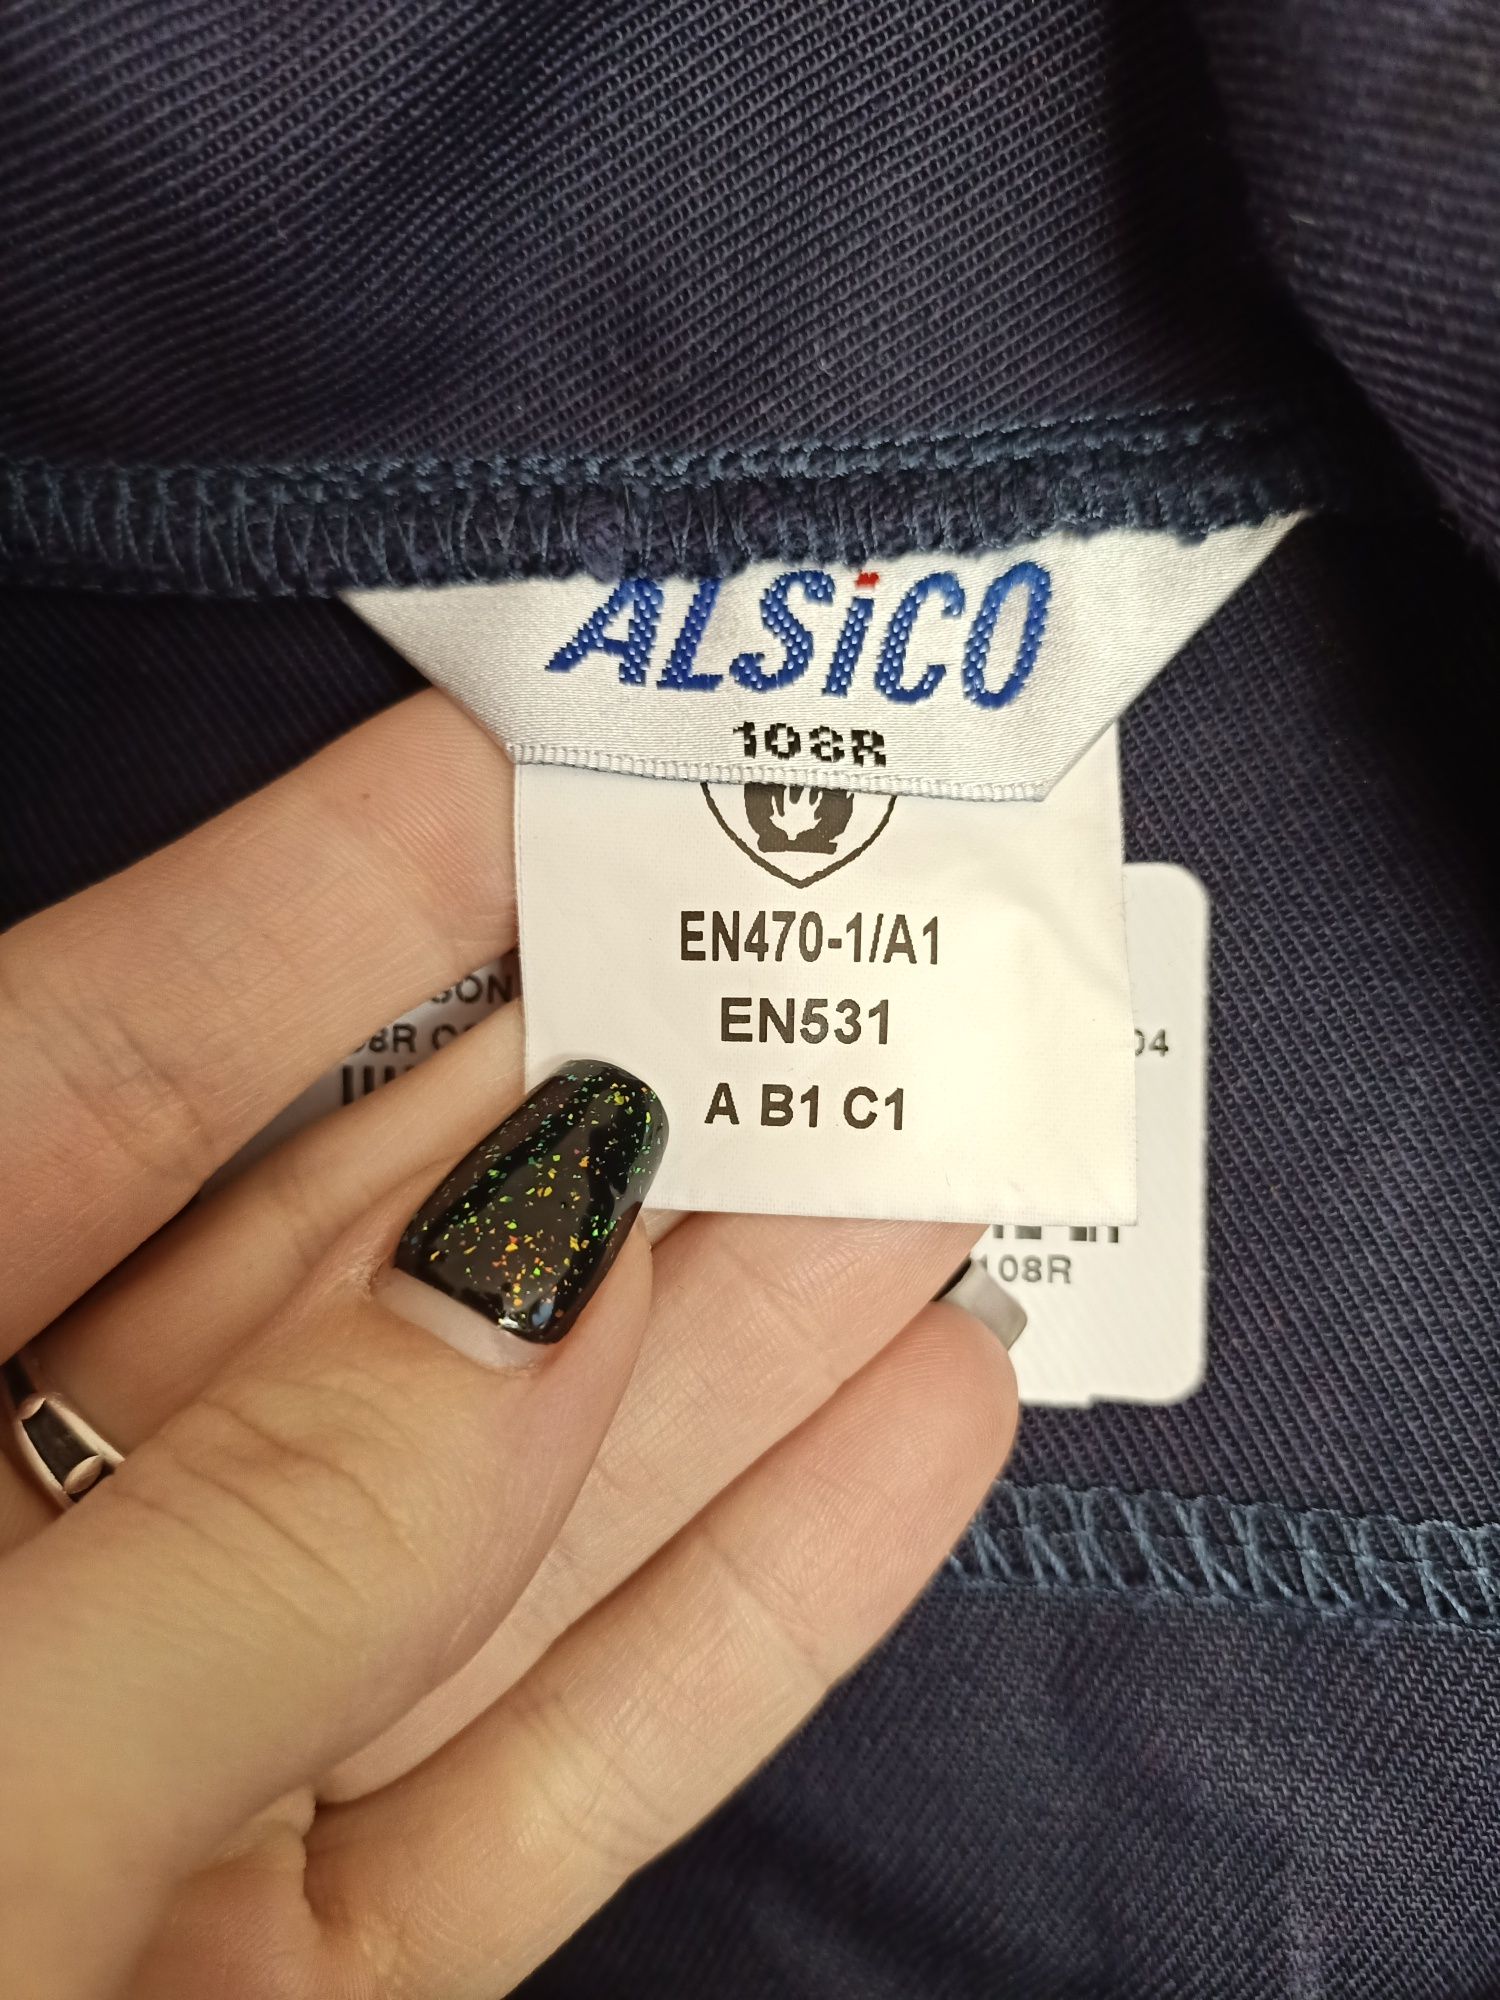 ALSiCO
108R
EN470-1/A1
EN531
A B1 C1
108R